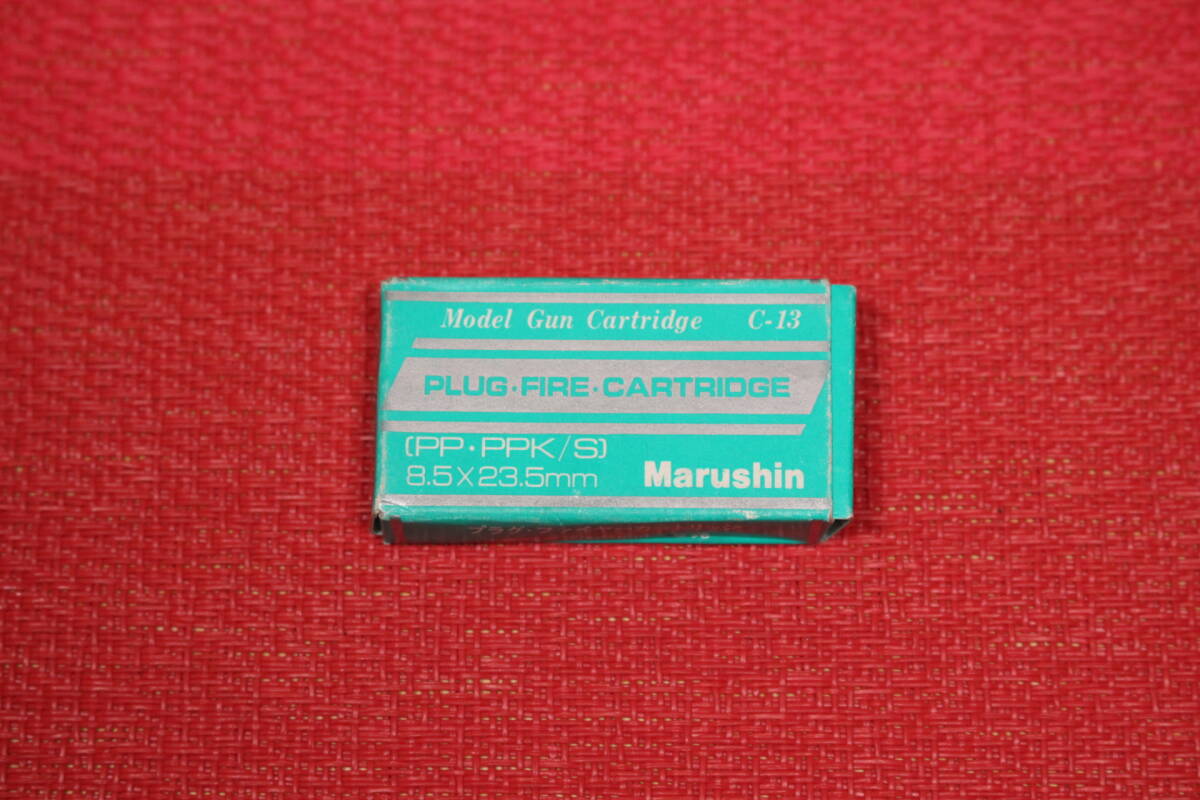 Model Gun Cartridge C-13
PLUG·FIRE·CARTRIDGE
(PP·PPK/S)
8.5X23.5mm
Marushin